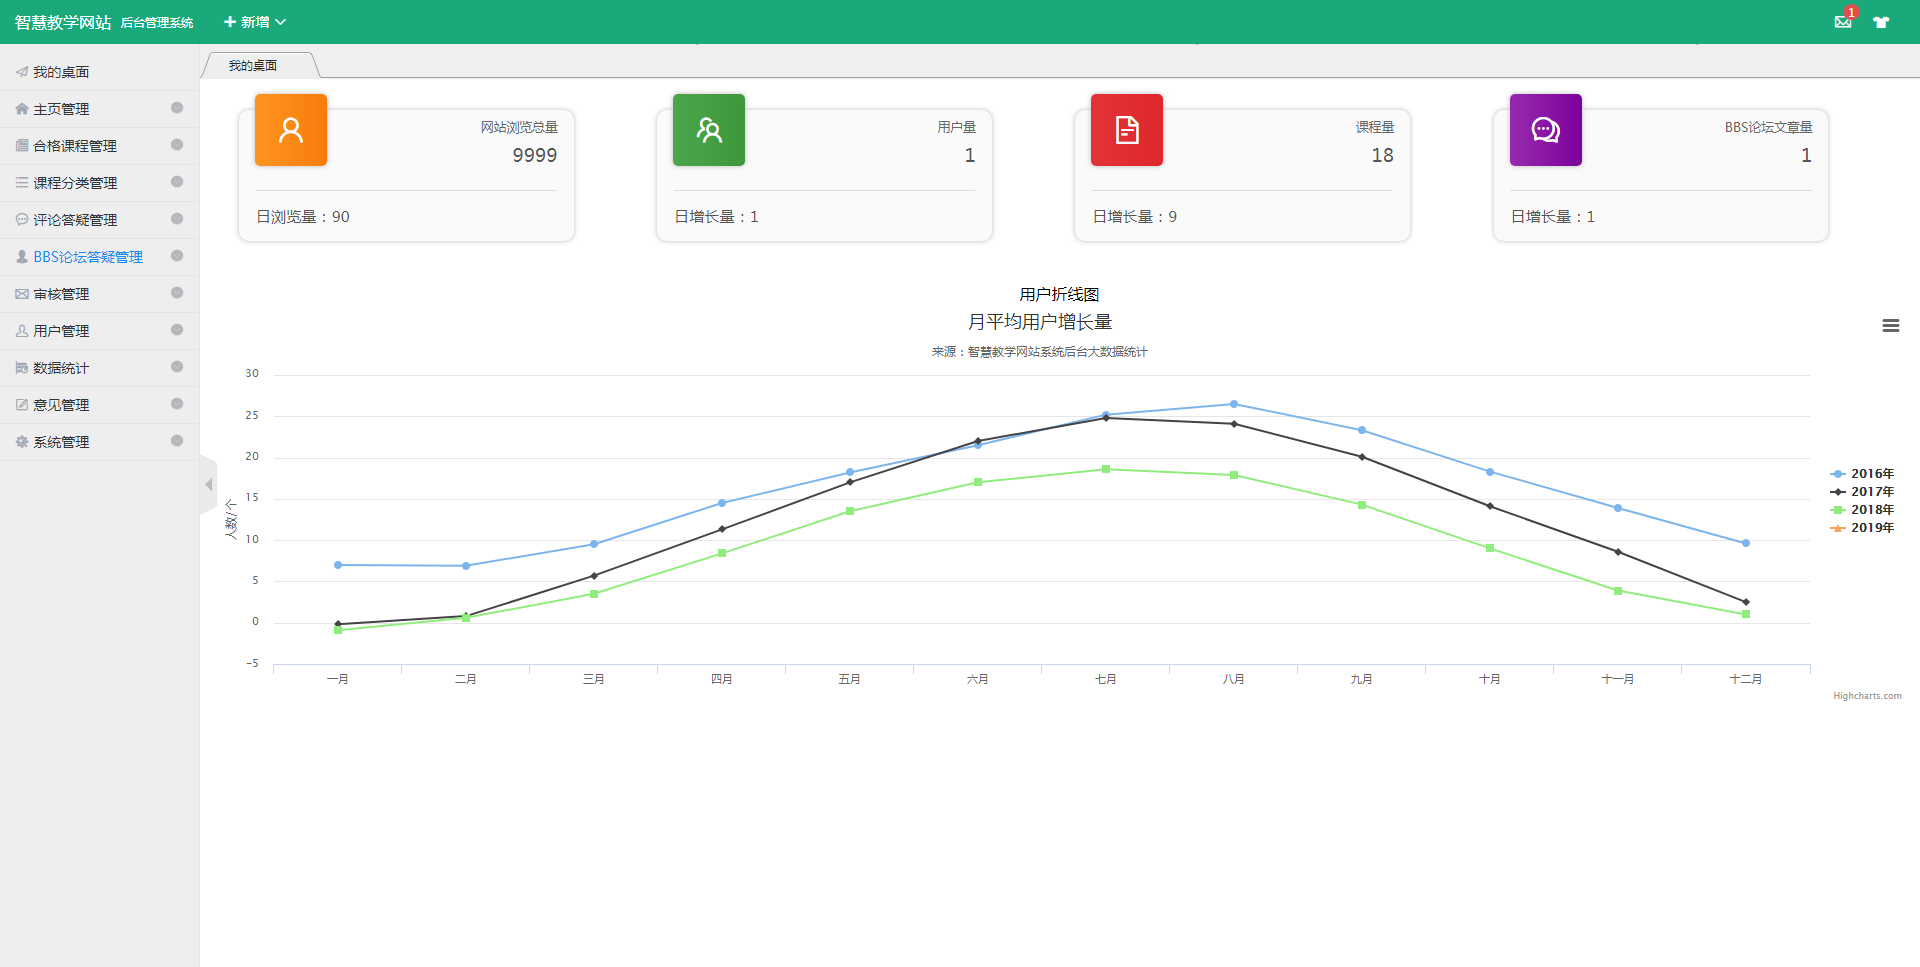 智慧教学网站 后台管理系统 新增 1
我的桌面
我的桌面
主页管理
合格课程管理
课程分类管理
评论答疑管理
BBS论坛答疑管理
审核管理
用户管理
数据统计
意见管理
系统管理
网站浏览总量
9999
日浏览量：90
用户量
1
日增长量：1
课程量
18
日增长量：9
BBS论坛文章量
1
日增长量：1
用户折线图
月平均用户增长量
来源：智慧教学网站系统后台大数据统计
人数/个
30
25
20
15
10
5
0
-5
一月 二月 三月 四月 五月 六月 七月 八月 九月 十月 十一月 十二月
2016年
2017年
2018年
2019年
Highcharts.com